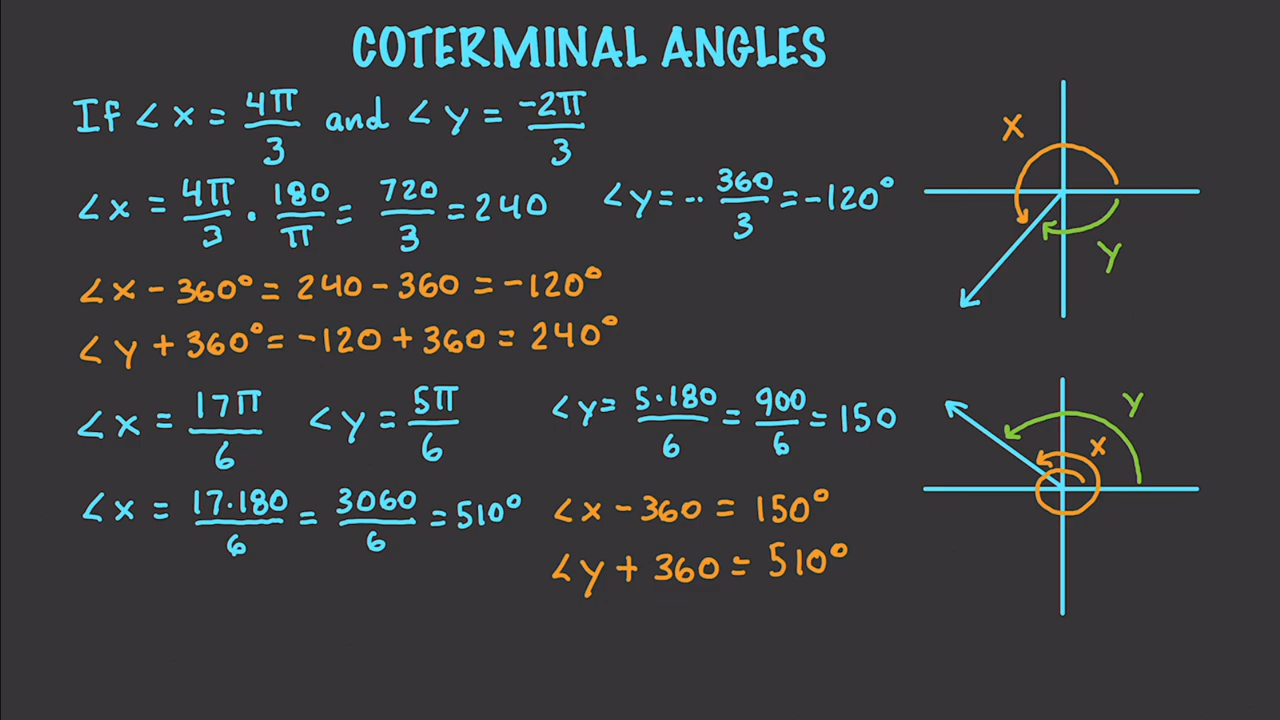 COTERMINAL ANGLES
If ∠x = 4π/3 and ∠y = -2π/3
∠x = 4π/3 · 180/π = 720/3 = 240
∠y = -- 360/3 = -120°
∠x - 360° = 240 - 360 = -120°
∠y + 360° = -120 + 360 = 240°
∠x = 17π/6 ∠y = 5π/6
∠y = 5·180/6 = 900/6 = 150
∠x = 17·180/6 = 3060/6 = 510°
∠x - 360 = 150°
∠y + 360 = 510°
x
y
y
x